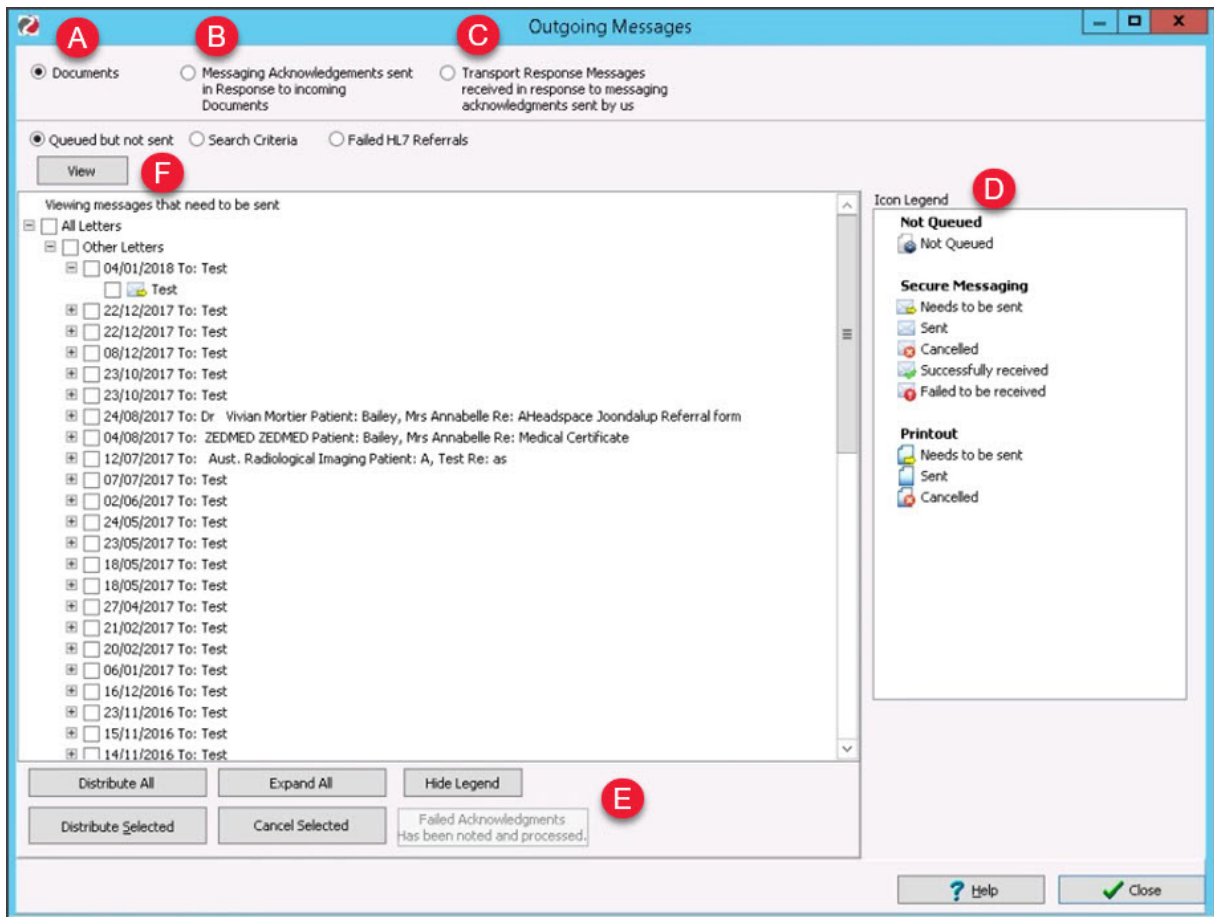 Outgoing Messages
A
B
C
Documents
Messaging Acknowledgements sent
in Response to incoming
Documents
Transport Response Messages
received in response to messaging
acknowledgments sent by us
Queued but not sent
Search Criteria
Failed HL7 Referrals
View
F
Viewing messages that need to be sent
All Letters
Other Letters
04/01/2018 To: Test
Test
22/12/2017 To: Test
22/12/2017 To: Test
08/12/2017 To: Test
23/10/2017 To: Test
23/10/2017 To: Test
24/08/2017 To: Dr Vivian Mortier Patient: Bailey, Mrs Annabelle Re: AHeadspace Joondalup Referral form
04/08/2017 To: ZEDMED ZEDMED Patient: Bailey, Mrs Annabelle Re: Medical Certificate
12/07/2017 To: Aust. Radiological Imaging Patient: A, Test Re: as
07/07/2017 To: Test
02/06/2017 To: Test
24/05/2017 To: Test
23/05/2017 To: Test
18/05/2017 To: Test
18/05/2017 To: Test
27/04/2017 To: Test
21/02/2017 To: Test
20/02/2017 To: Test
06/01/2017 To: Test
16/12/2016 To: Test
23/11/2016 To: Test
15/11/2016 To: Test
14/11/2016 To: Test
D
Icon Legend
Not Queued
Not Queued
Secure Messaging
Needs to be sent
Sent
Cancelled
Successfully received
Failed to be received
Printout
Needs to be sent
Sent
Cancelled
Distribute All
Expand All
Hide Legend
E
Distribute Selected
Cancel Selected
Failed Acknowledgments
Has been noted and processed.
Help
Close